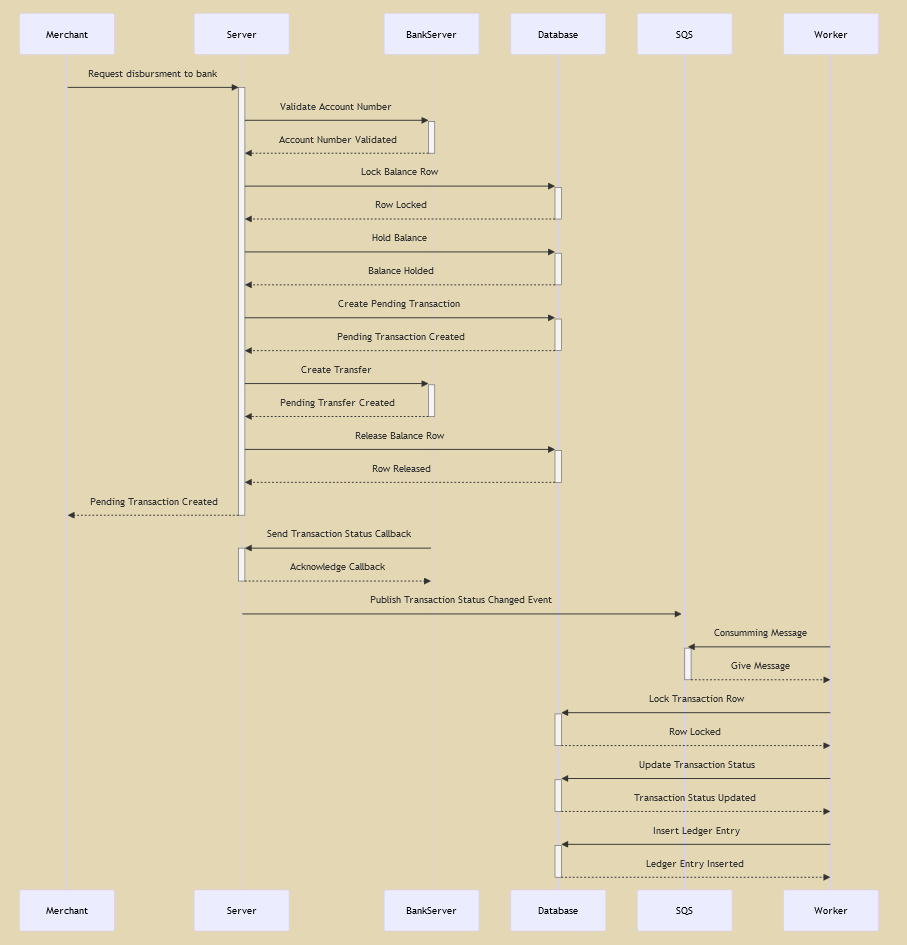 Merchant
Server
BankServer
Database
SQS
Worker
Request disbursment to bank
Validate Account Number
Account Number Validated
Lock Balance Row
Row Locked
Hold Balance
Balance Holded
Create Pending Transaction
Pending Transaction Created
Create Transfer
Pending Transfer Created
Release Balance Row
Row Released
Pending Transaction Created
Send Transaction Status Callback
Acknowledge Callback
Publish Transaction Status Changed Event
Consumming Message
Give Message
Lock Transaction Row
Row Locked
Update Transaction Status
Transaction Status Updated
Insert Ledger Entry
Ledger Entry Inserted
Merchant
Server
BankServer
Database
SQS
Worker